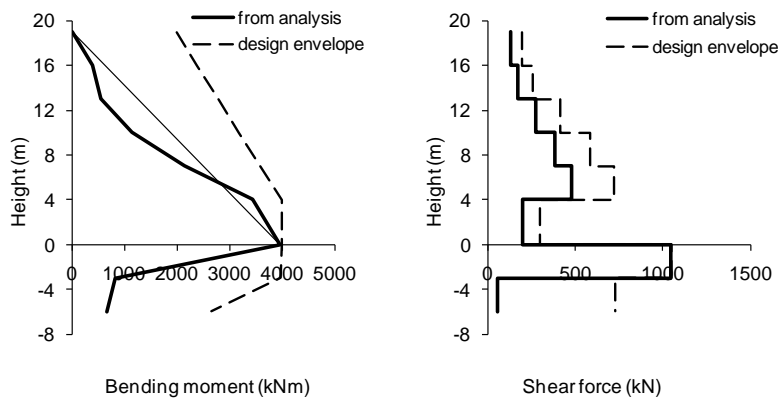 from analysis
design envelope
20
16
12
8
4
0
-4
-8
Height (m)
0 1000 2000 3000 4000 5000
Bending moment (kNm)
from analysis
design envelope
20
16
12
8
4
0
-4
-8
Height (m)
0 500 1000 1500
Shear force (kN)